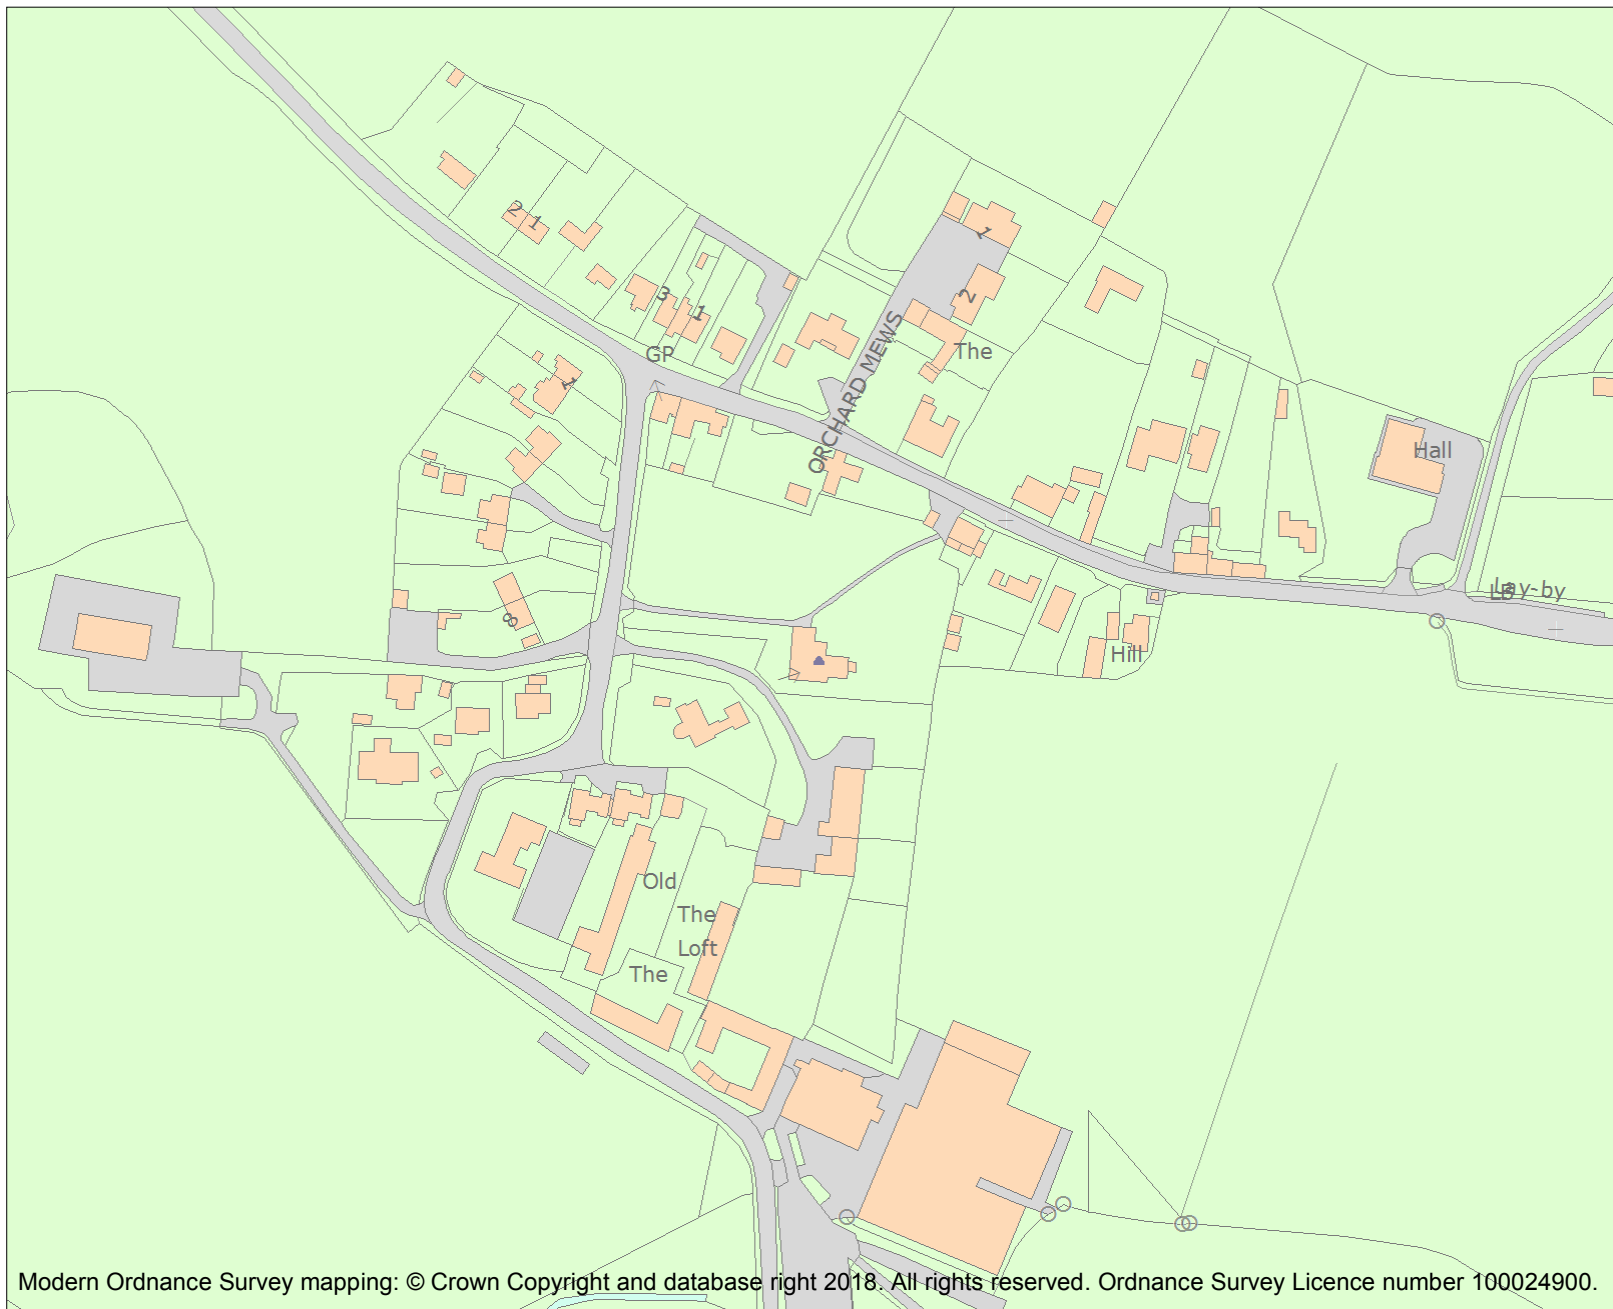 2 1
1
3 1
2
GP
The
ORCHARD MEWS
1
Hall
Lay-by
LB
8
Hill
Old
The
Loft
The
Modern Ordnance Survey mapping: © Crown Copyright and database right 2018. All rights reserved. Ordnance Survey Licence number 100024900.